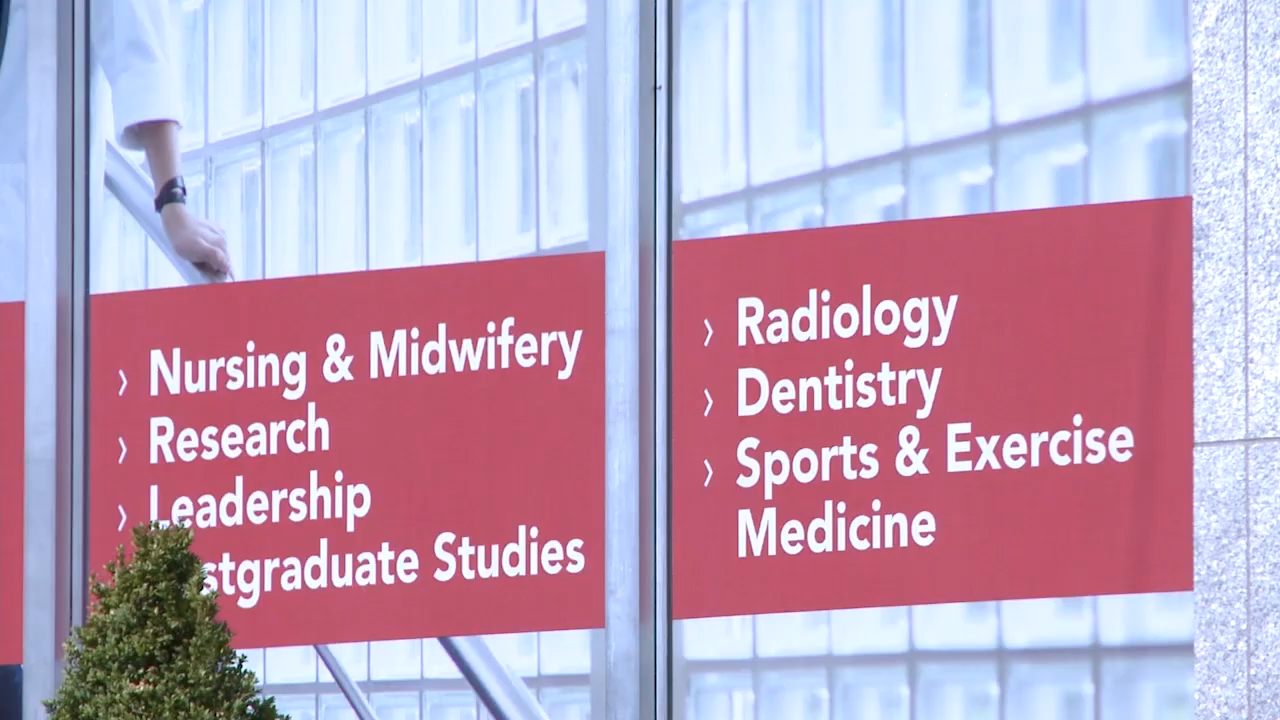 › Nursing & Midwifery
› Research
› Leadership
stgraduate Studies
› Radiology
› Dentistry
› Sports & Exercise
Medicine